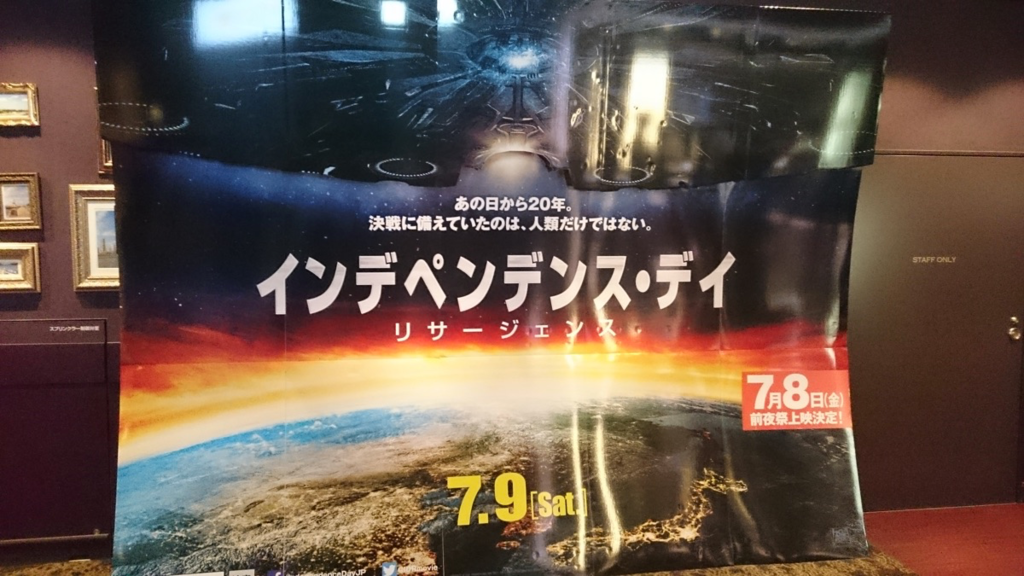 あの日から20年。
決戦に備えていたのは、人類だけではない。
インデペンデンス・デイ
リサージェンス
STAFF ONLY
7月8日(金)
前夜祭上映決定!
7.9[Sat.]